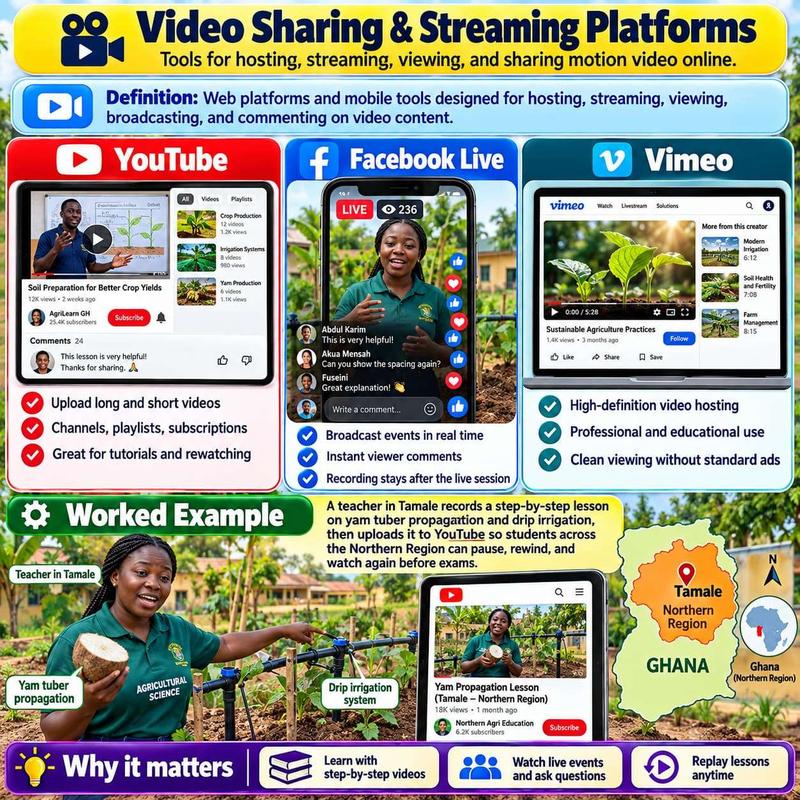 Video Sharing & Streaming Platforms
Tools for hosting, streaming, viewing, and sharing motion video online.
Definition: Web platforms and mobile tools designed for hosting, streaming, viewing,
broadcasting, and commenting on video content.
YouTube
All Videos Playlists
Crop Production
12 videos
1.2K views
Irrigation Systems
8 videos
980 views
Yam Production
6 videos
1.1K views
Soil Preparation for Better Crop Yields
12K views • 2 weeks ago
AgriLearn GH
25.4K subscribers
Subscribe
Comments 24
This lesson is very helpful!
Thanks for sharing. 🙏
Upload long and short videos
Channels, playlists, subscriptions
Great for tutorials and rewatching
Facebook Live
LIVE 236
Abdul Karim
This is very helpful!
Akua Mensah
Can you show the spacing again?
Fuseini
Great explanation! 👏
Write a comment...
Broadcast events in real time
Instant viewer comments
Recording stays after the live session
Vimeo
vimeo Watch Livestream Solutions
0:00 / 5:28
More from this creator
Modern
Irrigation
6:12
Soil Health
and Fertility
7:08
Farm
Management
8:15
Sustainable Agriculture Practices
1.4K views • 3 months ago
Follow
Like Share Save
High-definition video hosting
Professional and educational use
Clean viewing without standard ads
Worked Example
A teacher in Tamale records a step-by-step lesson
on yam tuber propagation and drip irrigation,
then uploads it to YouTube so students across
the Northern Region can pause, rewind, and
watch again before exams.
Teacher in Tamale
Yam tuber
propagation
AGRICULTURAL
SCIENCE
Drip irrigation
system
Yam Propagation Lesson
(Tamale – Northern Region)
18K views • 1 month ago
Northern Agri Education
6.2K subscribers
Subscribe
Tamale
Northern
Region
GHANA
N
Ghana
(Northern Region)
Why it matters
Learn with
step-by-step videos
Watch live events
and ask questions
Replay lessons
anytime